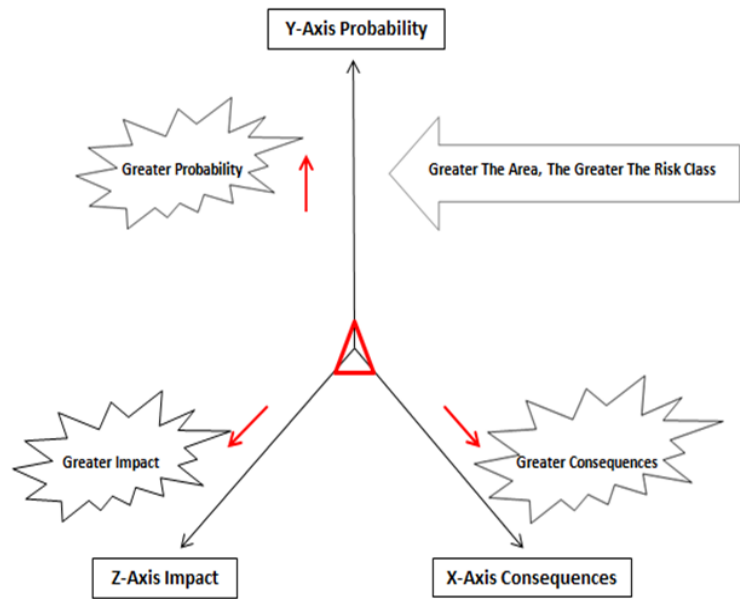 Y-Axis Probability
Greater Probability
Greater The Area, The Greater The Risk Class
Greater Impact
Greater Consequences
Z-Axis Impact
X-Axis Consequences